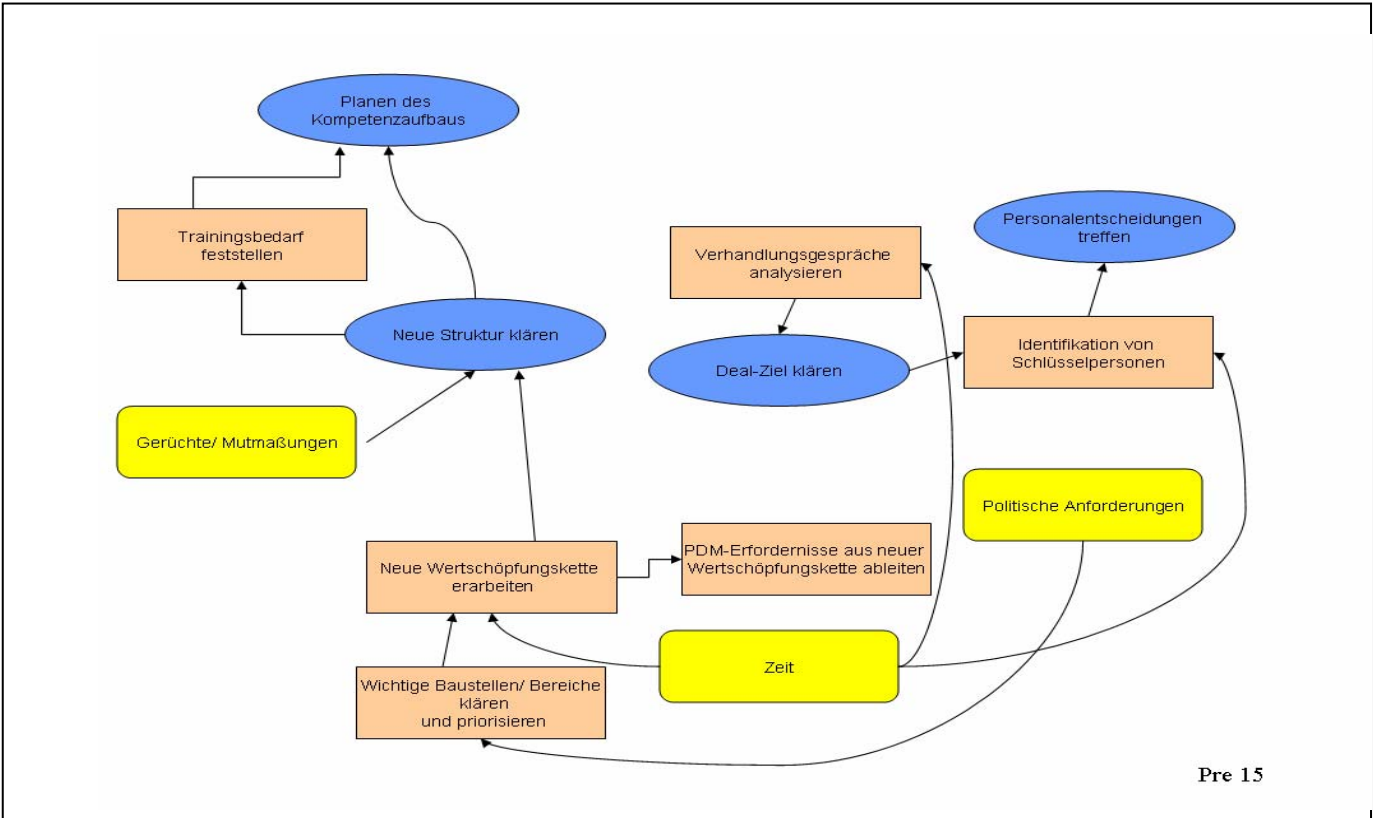 Planen des
Kompetenzaufbaus
Trainingsbedarf
feststellen
Personalentscheidungen
treffen
Verhandlungsgespräche
analysieren
Neue Struktur klären
Deal-Ziel klären
Identifikation von
Schlüsselpersonen
Gerüchte/ Mutmaßungen
Politische Anforderungen
Neue Wertschöpfungskette
erarbeiten
PDM-Erfordernisse aus neuer
Wertschöpfungskette ableiten
Zeit
Wichtige Baustellen/ Bereiche
klären
und priorisieren
Pre 15